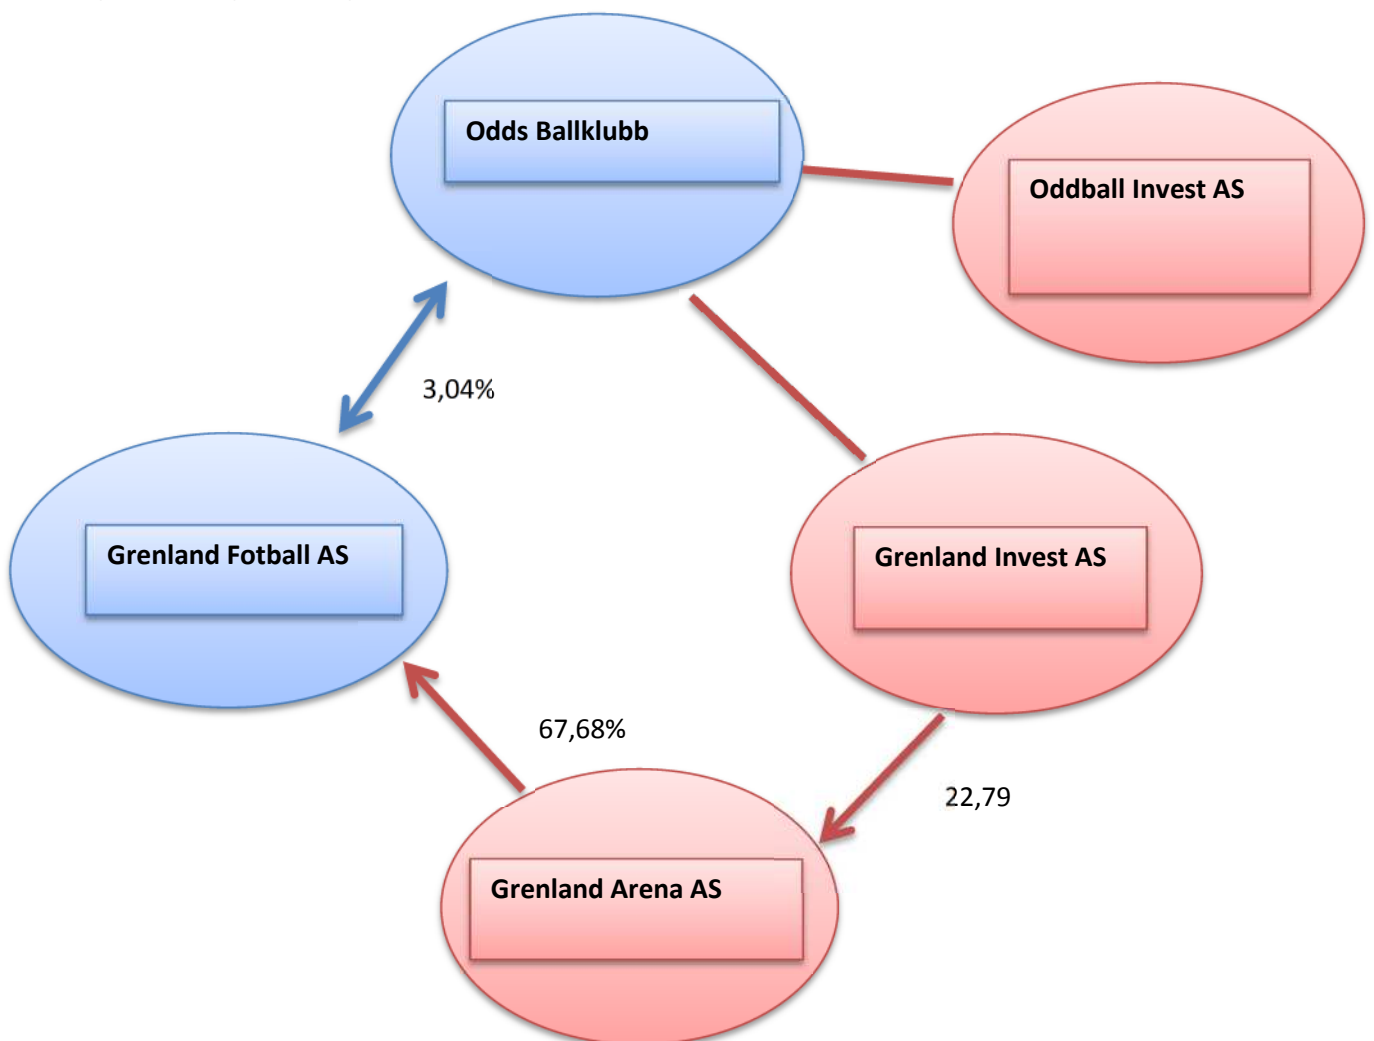 Odds Ballklubb
Oddball Invest AS
3,04%
Grenland Fotball AS
Grenland Invest AS
67,68%
22,79
Grenland Arena AS